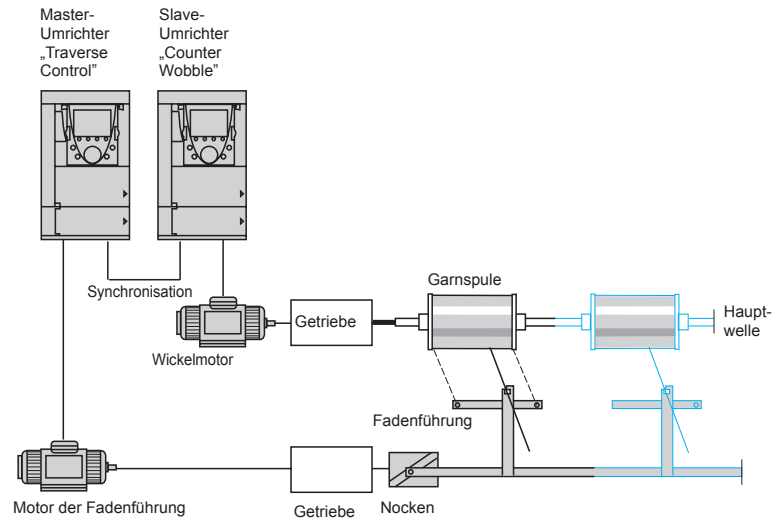 Master-
Umrichter
„Traverse
Control”
Slave-
Umrichter
„Counter
Wobble”
Synchronisation
Wickelmotor
Getriebe
Garnspule
Haupt-
welle
Fadenführung
Motor der Fadenführung
Getriebe
Nocken